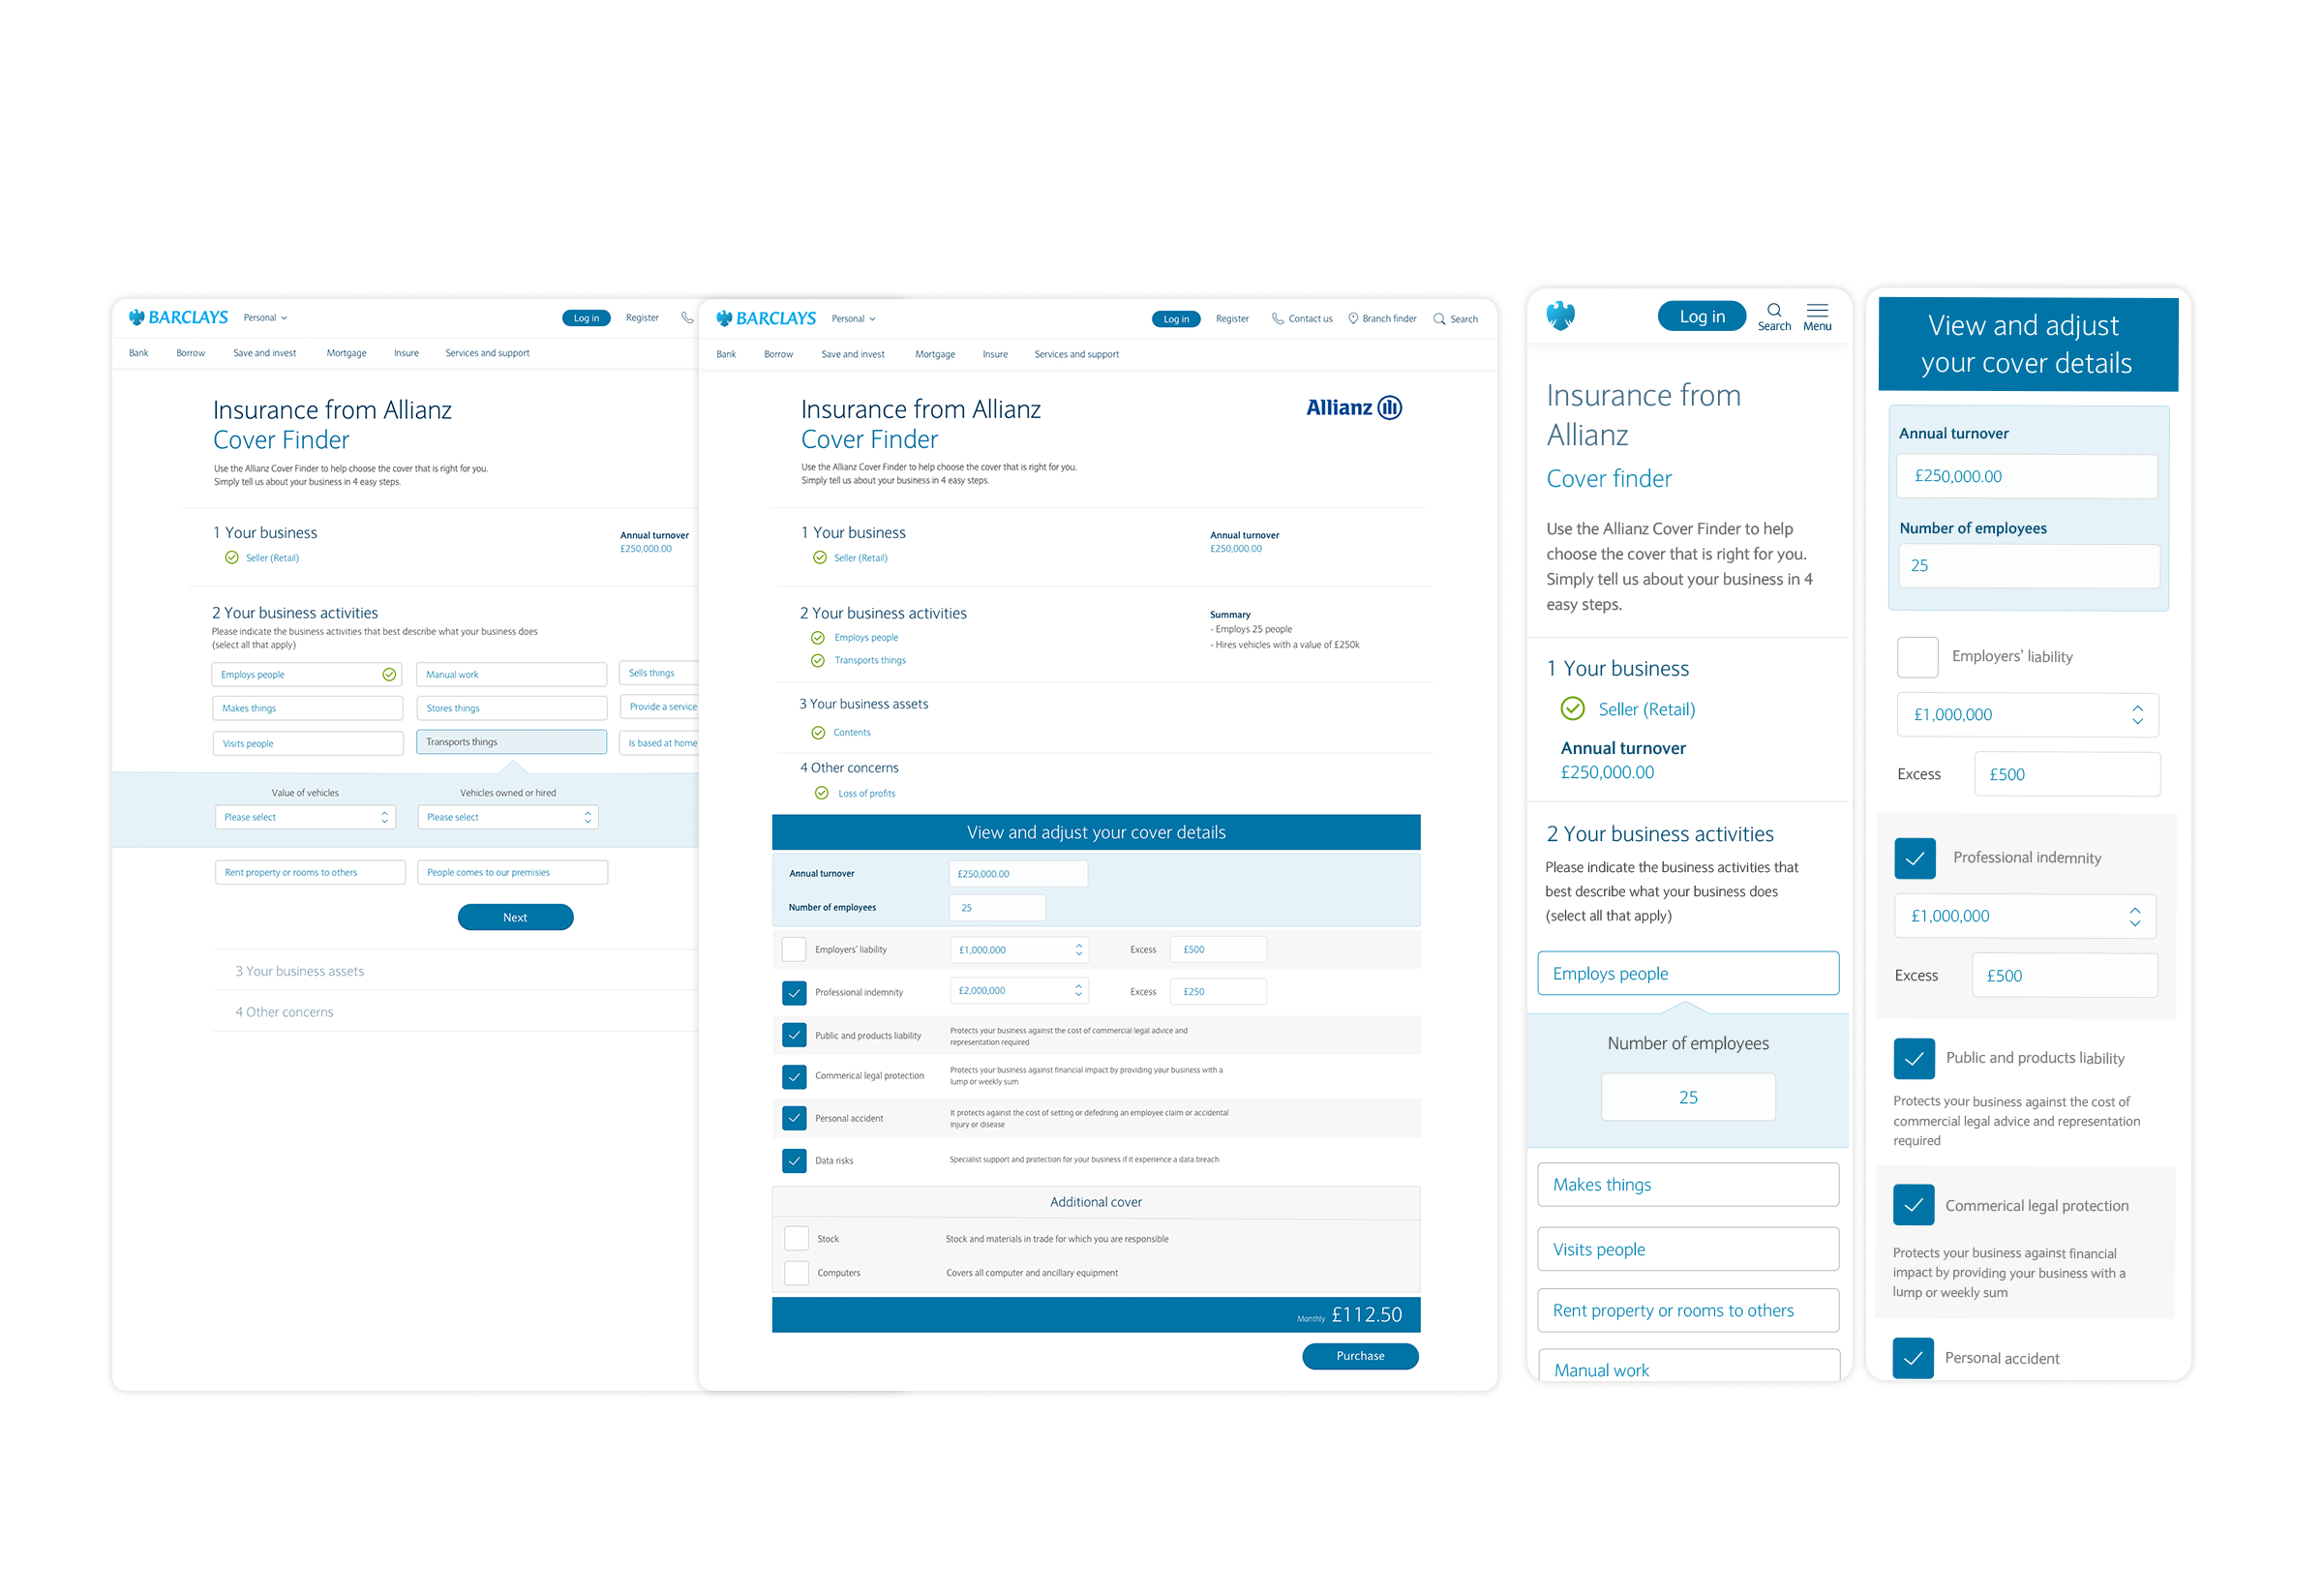 BARCLAYS Personal Log in Register
Bank Borrow Save and invest Mortgage Insure Services and support
Insurance from Allianz
Cover Finder
Use the Allianz Cover Finder to help choose the cover that is right for you.
Simply tell us about your business in 4 easy steps.
1 Your business
Seller (Retail)
Annual turnover
£250,000.00
2 Your business activities
Please indicate the business activities that best describe what your business does
(select all that apply)
Employs people Manual work Sells things
Makes things Stores things Provide a service
Visits people Transports things Is based at home
Value of vehicles Vehicles owned or hired
Please select Please select
Rent property or rooms to others People comes to our premisies
Next
3 Your business assets
4 Other concerns
BARCLAYS Personal Log in Register Contact us Branch finder Search
Bank Borrow Save and invest Mortgage Insure Services and support
Insurance from Allianz
Cover Finder
Allianz
Use the Allianz Cover Finder to help choose the cover that is right for you.
Simply tell us about your business in 4 easy steps.
1 Your business
Seller (Retail)
Annual turnover
£250,000.00
2 Your business activities
Employs people
Transports things
Summary
- Employs 25 people
- Hires vehicles with a value of £250k
3 Your business assets
Contents
4 Other concerns
Loss of profits
View and adjust your cover details
Annual turnover £250,000.00
Number of employees 25
Employers' liability £1,000,000 Excess £500
Professional indemnity £2,000,000 Excess £250
Public and products liability
Protects your business against the cost of commercial legal advice and
representation required
Commerical legal protection
Protects your business against financial impact by providing your business with a
lump or weekly sum
Personal accident
It protects against the cost of setting or defedning an employee claim or accidental
injury or disease
Data risks
Specialist support and protection for your business if it experience a data breach
Additional cover
Stock Stock and materials in trade for which you are responsible
Computers Covers all computer and ancillary equipment
Monthly £112.50
Purchase
Log in Search Menu
Insurance from
Allianz
Cover finder
Use the Allianz Cover Finder to help
choose the cover that is right for you.
Simply tell us about your business in 4
easy steps.
1 Your business
Seller (Retail)
Annual turnover
£250,000.00
2 Your business activities
Please indicate the business activities that
best describe what your business does
(select all that apply)
Employs people
Number of employees
25
Makes things
Visits people
Rent property or rooms to others
Manual work
View and adjust
your cover details
Annual turnover
£250,000.00
Number of employees
25
Employers' liability
£1,000,000
Excess £500
Professional indemnity
£1,000,000
Excess £500
Public and products liability
Protects your business against the cost of
commercial legal advice and representation
required
Commerical legal protection
Protects your business against financial
impact by providing your business with a
lump or weekly sum
Personal accident